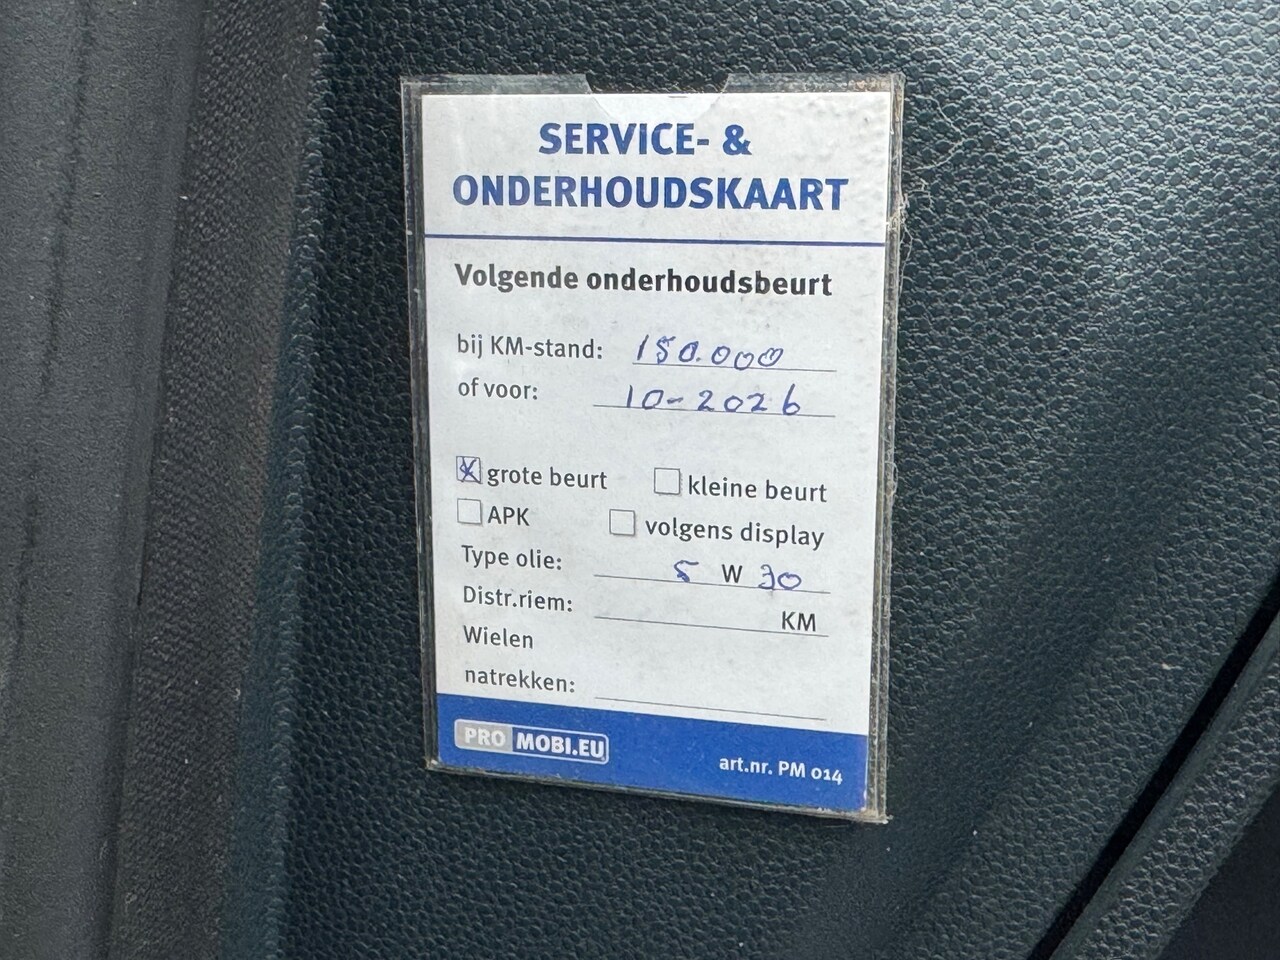 SERVICE- &
ONDERHOUDSKAART
Volgende onderhoudsbeurt
bij KM-stand: 150.000
of voor: 10-2026
grote beurt kleine beurt
APK volgens display
Type olie: 5 W 30
Distr.riem: KM
Wielen
natrekken:
PRO MOBI.EU art.nr. PM 014